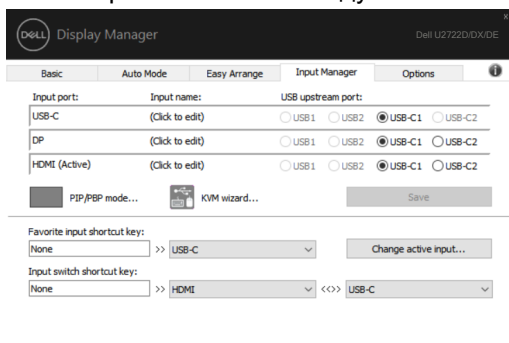 DELL Display Manager Dell U2722D/DX/DE
x
Basic Auto Mode Easy Arrange Input Manager Options
Input port: Input name: USB upstream port:
USB-C (Click to edit) USB1 USB2 USB-C1 USB-C2
DP (Click to edit) USB1 USB2 USB-C1 USB-C2
HDMI (Active) (Click to edit) USB1 USB2 USB-C1 USB-C2
PIP/PBP mode... KVM wizard... Save
Favorite input shortcut key:
None >> USB-C Change active input...
Input switch shortcut key:
None >> HDMI <<>> USB-C